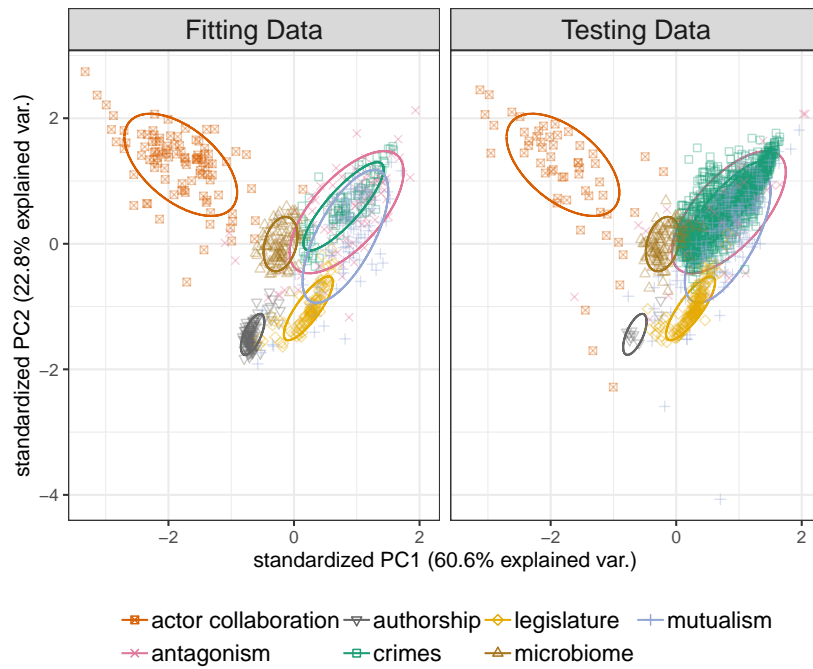 Fitting Data
Testing Data
standardized PC2 (22.8% explained var.)
2
0
−2
−4
−2
0
2
−2
0
2
standardized PC1 (60.6% explained var.)
actor collaboration authorship legislature mutualism
antagonism crimes microbiome